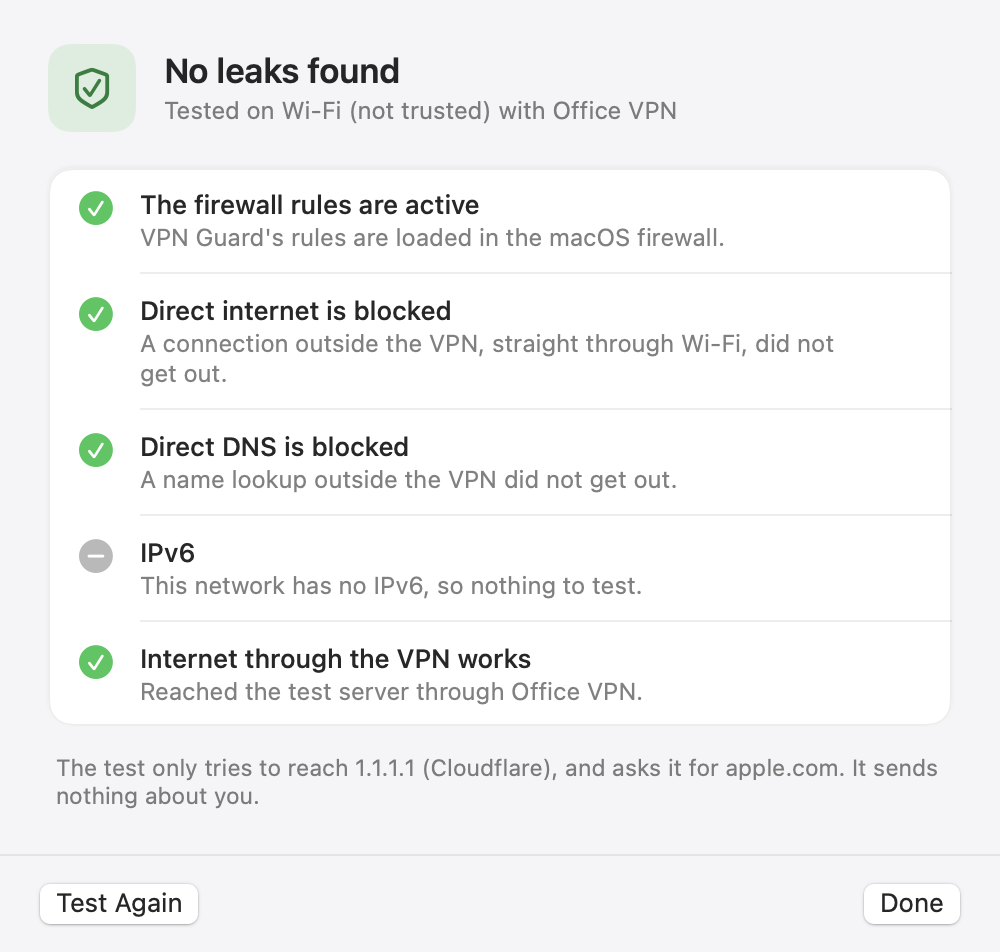 No leaks found
Tested on Wi-Fi (not trusted) with Office VPN
The firewall rules are active
VPN Guard's rules are loaded in the macOS firewall.
Direct internet is blocked
A connection outside the VPN, straight through Wi-Fi, did not
get out.
Direct DNS is blocked
A name lookup outside the VPN did not get out.
IPv6
This network has no IPv6, so nothing to test.
Internet through the VPN works
Reached the test server through Office VPN.
The test only tries to reach 1.1.1.1 (Cloudflare), and asks it for apple.com. It sends
nothing about you.
Test Again
Done